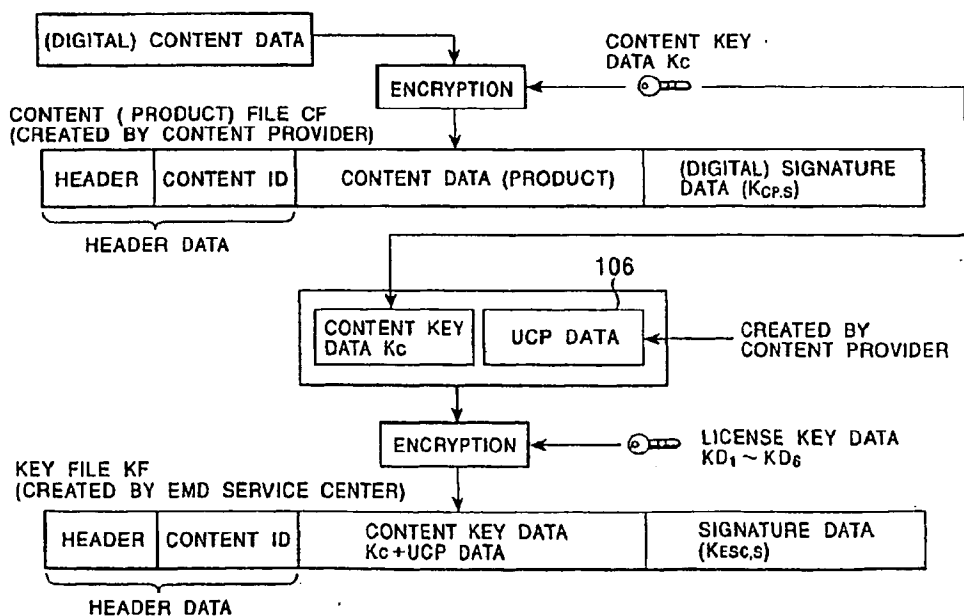 (DIGITAL) CONTENT DATA
CONTENT KEY
DATA Kc
ENCRYPTION
CONTENT ( PRODUCT) FILE CF
(CREATED BY CONTENT PROVIDER)
HEADER
CONTENT ID
CONTENT DATA (PRODUCT)
(DIGITAL) SIGNATURE
DATA (KCP,S)
HEADER DATA
106
CONTENT KEY
DATA Kc
UCP DATA
CREATED BY
CONTENT PROVIDER
ENCRYPTION
LICENSE KEY DATA
KD1 ~ KD6
KEY FILE KF
(CREATED BY EMD SERVICE CENTER)
HEADER
CONTENT ID
CONTENT KEY DATA
Kc+UCP DATA
SIGNATURE DATA
(KESC,S)
HEADER DATA